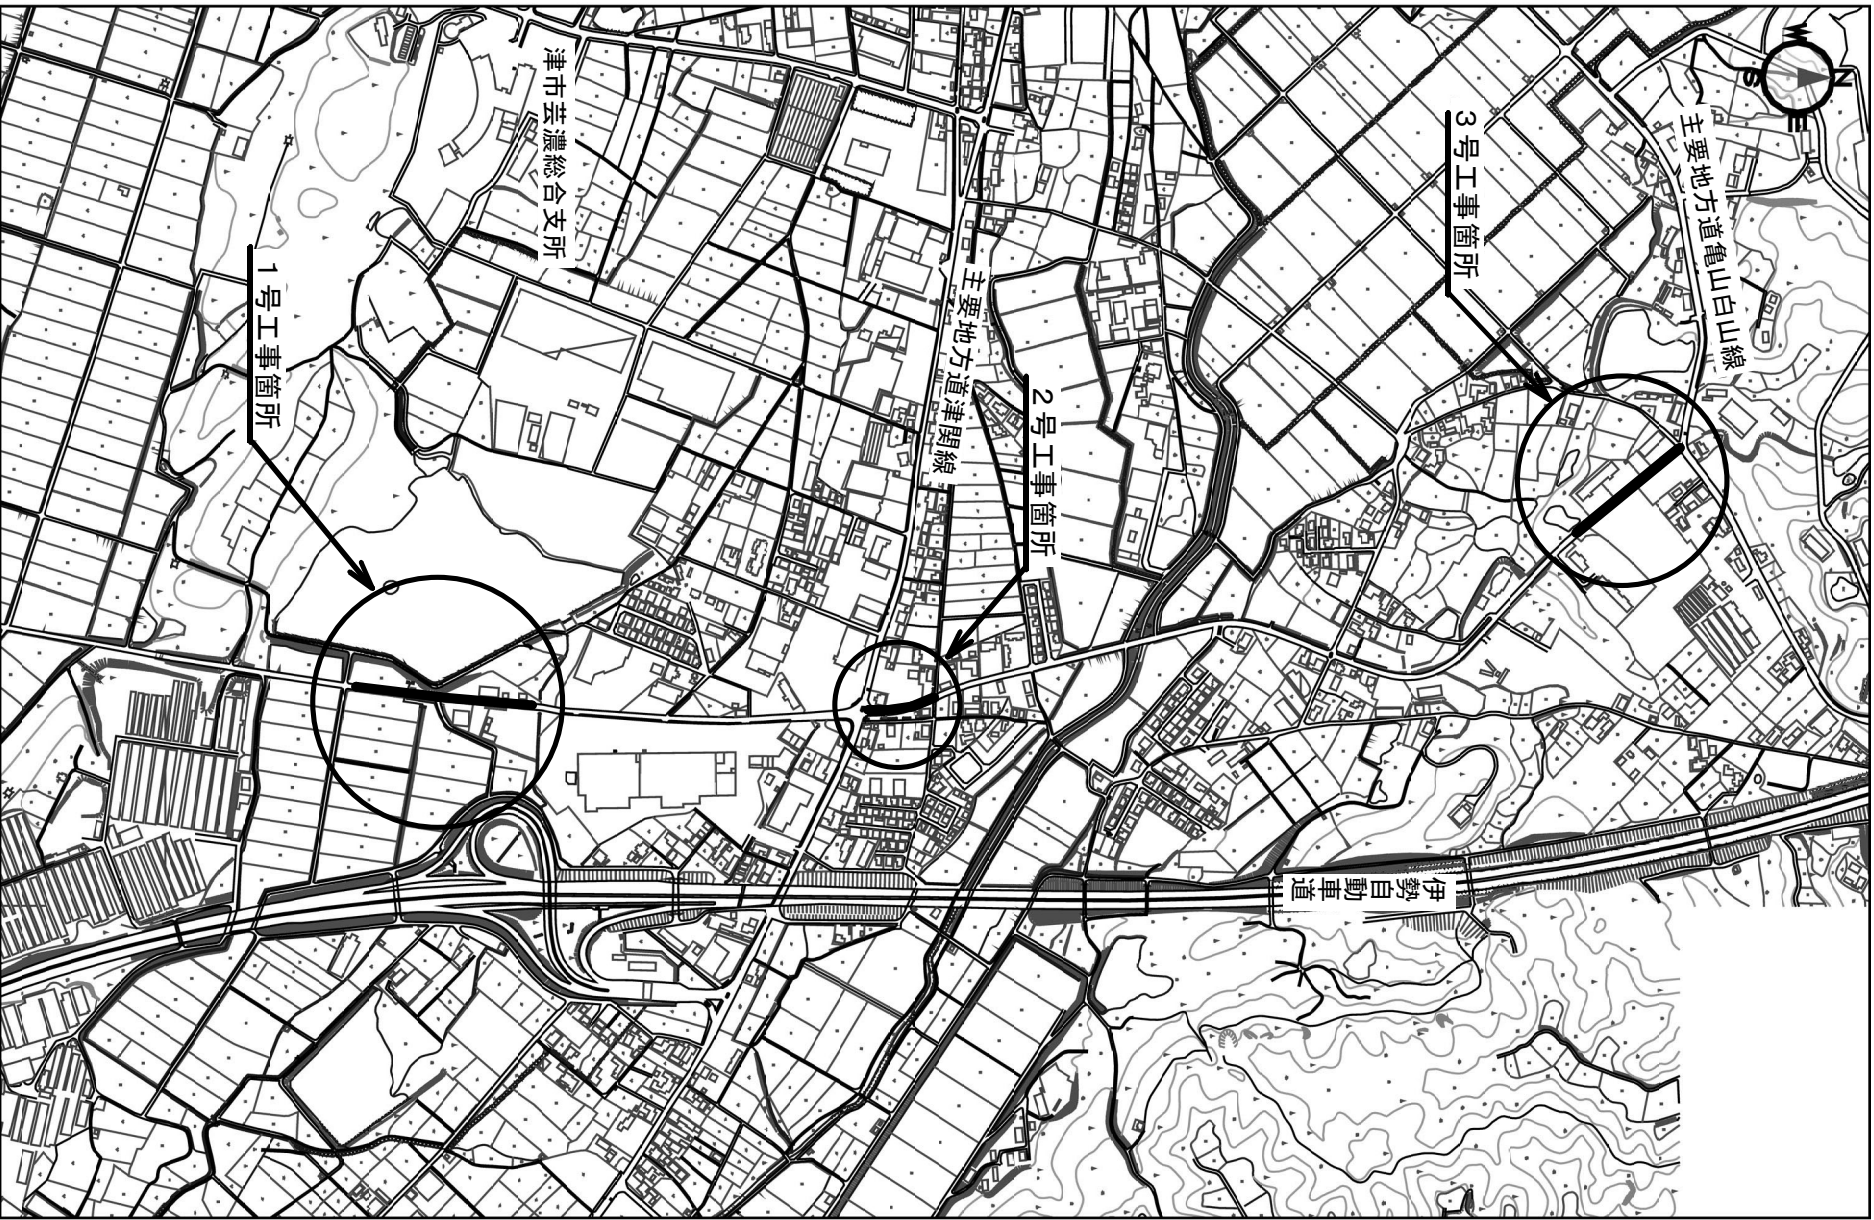 N
W
E
S
主要地方道亀山白山線
3号工事箇所
津市芸濃総合支所
主要地方道津関線
1号工事箇所
2号工事箇所
伊勢自動車道